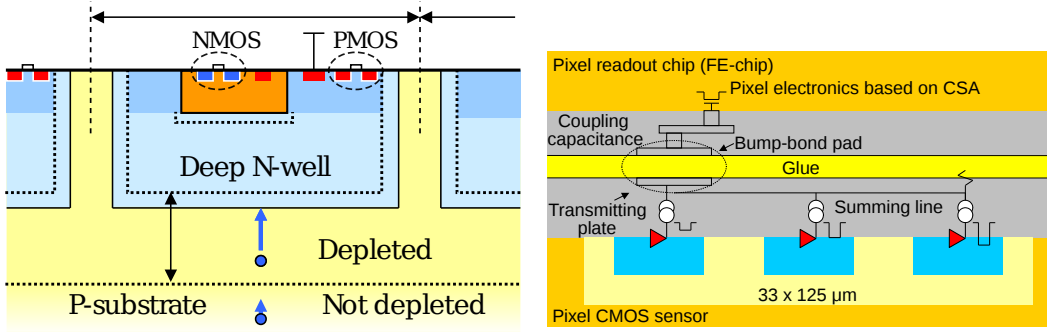 NMOS
PMOS
Deep N-well
Depleted
P-substrate
Not depleted
Pixel readout chip (FE-chip)
Pixel electronics based on CSA
Coupling
capacitance
Bump-bond pad
Glue
Transmitting
plate
Summing line
33 x 125 μm
Pixel CMOS sensor